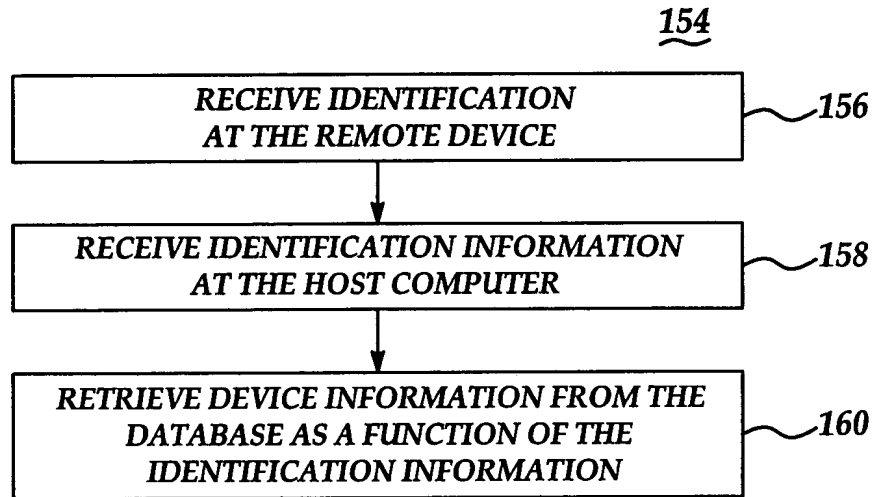 154
RECEIVE IDENTIFICATION
AT THE REMOTE DEVICE
156
RECEIVE IDENTIFICATION INFORMATION
AT THE HOST COMPUTER
158
RETRIEVE DEVICE INFORMATION FROM THE
DATABASE AS A FUNCTION OF THE
IDENTIFICATION INFORMATION
160